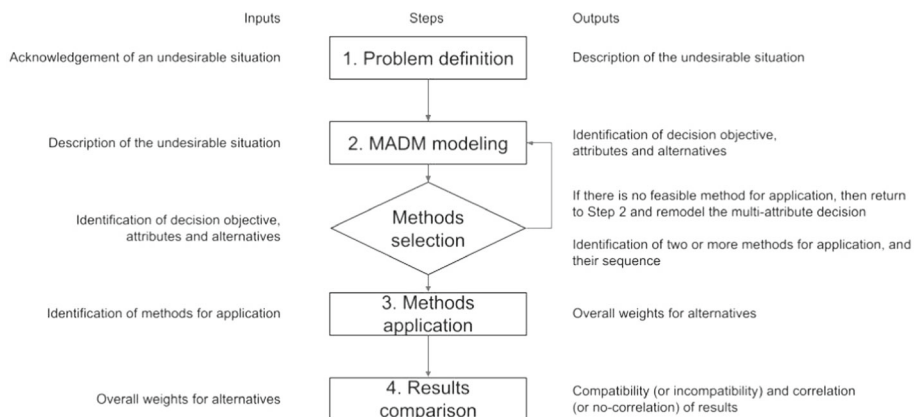 Inputs Steps Outputs
Acknowledgement of an undesirable situation
1. Problem definition
Description of the undesirable situation
Description of the undesirable situation
2. MADM modeling
Identification of decision objective,
attributes and alternatives
Identification of decision objective,
attributes and alternatives
Methods
selection
If there is no feasible method for application, then return
to Step 2 and remodel the multi-attribute decision
Identification of two or more methods for application, and
their sequence
Identification of methods for application
3. Methods
application
Overall weights for alternatives
Overall weights for alternatives
4. Results
comparison
Compatibility (or incompatibility) and correlation
(or no-correlation) of results